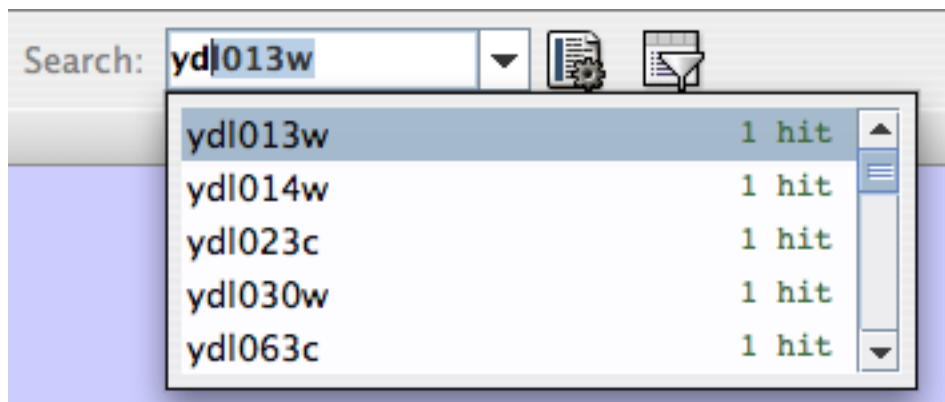 Search: ydl013w
ydl013w 1 hit
ydl014w 1 hit
ydl023c 1 hit
ydl030w 1 hit
ydl063c 1 hit